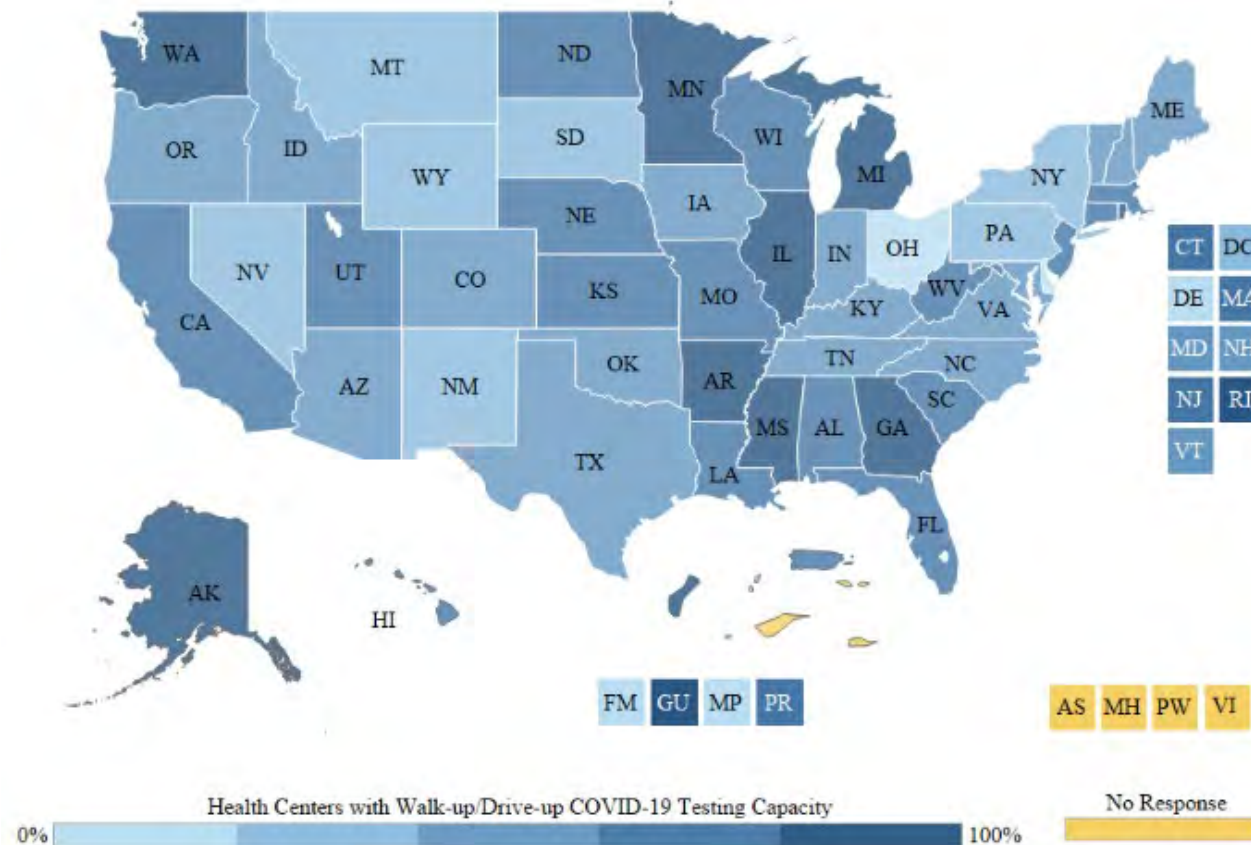 WA
MT
ND
MN
ME
OR
ID
SD
WI
WY
MI
NY
NE
IA
PA
NV
UT
CO
IL
IN
OH
CA
KS
MO
WV
KY
VA
CT
DE
MD
NJ
VT
AZ
NM
OK
AR
TN
NC
SC
MS
AL
GA
TX
LA
FL
AK
HI
FM GU MP PR
AS MH PW VI
Health Centers with Walk-up/Drive-up COVID-19 Testing Capacity
No Response
0% 100%